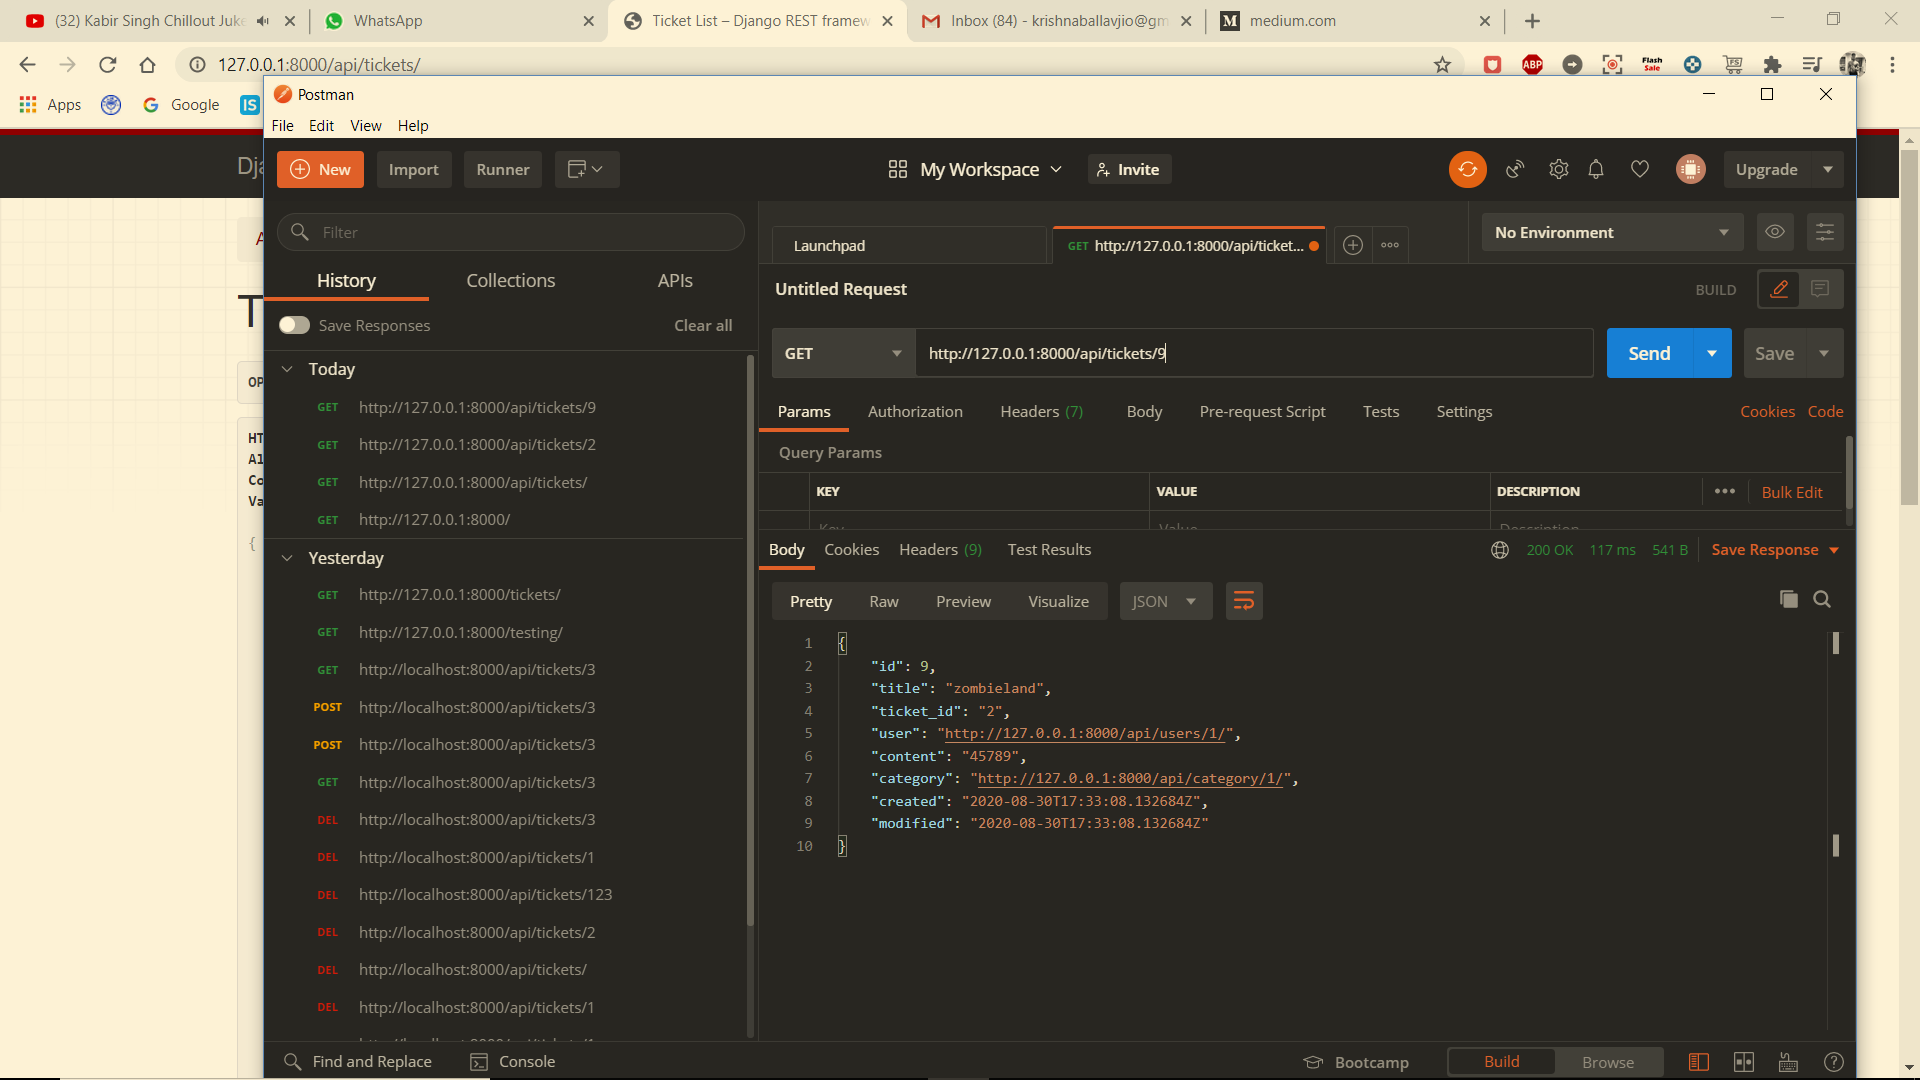 (32) Kabir Singh Chillout Juke
WhatsApp
Ticket List – Django REST framew
Inbox (84) - krishnaballavjio@gm
M medium.com
127.0.0.1:8000/api/tickets/
ABP
Flash Sale
FS
Apps
Google
IS
Postman
File Edit View Help
Dja
New
Import
Runner
My Workspace
Invite
Upgrade
Filter
Launchpad
GET http://127.0.0.1:8000/api/ticket...
No Environment
A
History
Collections
APIs
T
Untitled Request
BUILD
Save Responses
Clear all
GET
http://127.0.0.1:8000/api/tickets/9
Send
Save
Today
OP
GET http://127.0.0.1:8000/api/tickets/9
GET http://127.0.0.1:8000/api/tickets/2
GET http://127.0.0.1:8000/api/tickets/
GET http://127.0.0.1:8000/
HT
Al
Co
Va
{
Params
Authorization
Headers (7)
Body
Pre-request Script
Tests
Settings
Cookies
Code
Query Params
KEY
VALUE
DESCRIPTION
Bulk Edit
Key
Value
Description
Yesterday
GET http://127.0.0.1:8000/tickets/
GET http://127.0.0.1:8000/testing/
GET http://localhost:8000/api/tickets/3
POST http://localhost:8000/api/tickets/3
POST http://localhost:8000/api/tickets/3
GET http://localhost:8000/api/tickets/3
DEL http://localhost:8000/api/tickets/3
DEL http://localhost:8000/api/tickets/1
DEL http://localhost:8000/api/tickets/123
DEL http://localhost:8000/api/tickets/2
DEL http://localhost:8000/api/tickets/
DEL http://localhost:8000/api/tickets/1
Body
Cookies
Headers (9)
Test Results
200 OK 117 ms 541 B
Save Response
Pretty
Raw
Preview
Visualize
JSON
1 {
2 "id": 9,
3 "title": "zombieland",
4 "ticket_id": "2",
5 "user": "http://127.0.0.1:8000/api/users/1/",
6 "content": "45789",
7 "category": "http://127.0.0.1:8000/api/category/1/",
8 "created": "2020-08-30T17:33:08.132684Z",
9 "modified": "2020-08-30T17:33:08.132684Z"
10 }
Find and Replace
Console
Bootcamp
Build
Browse